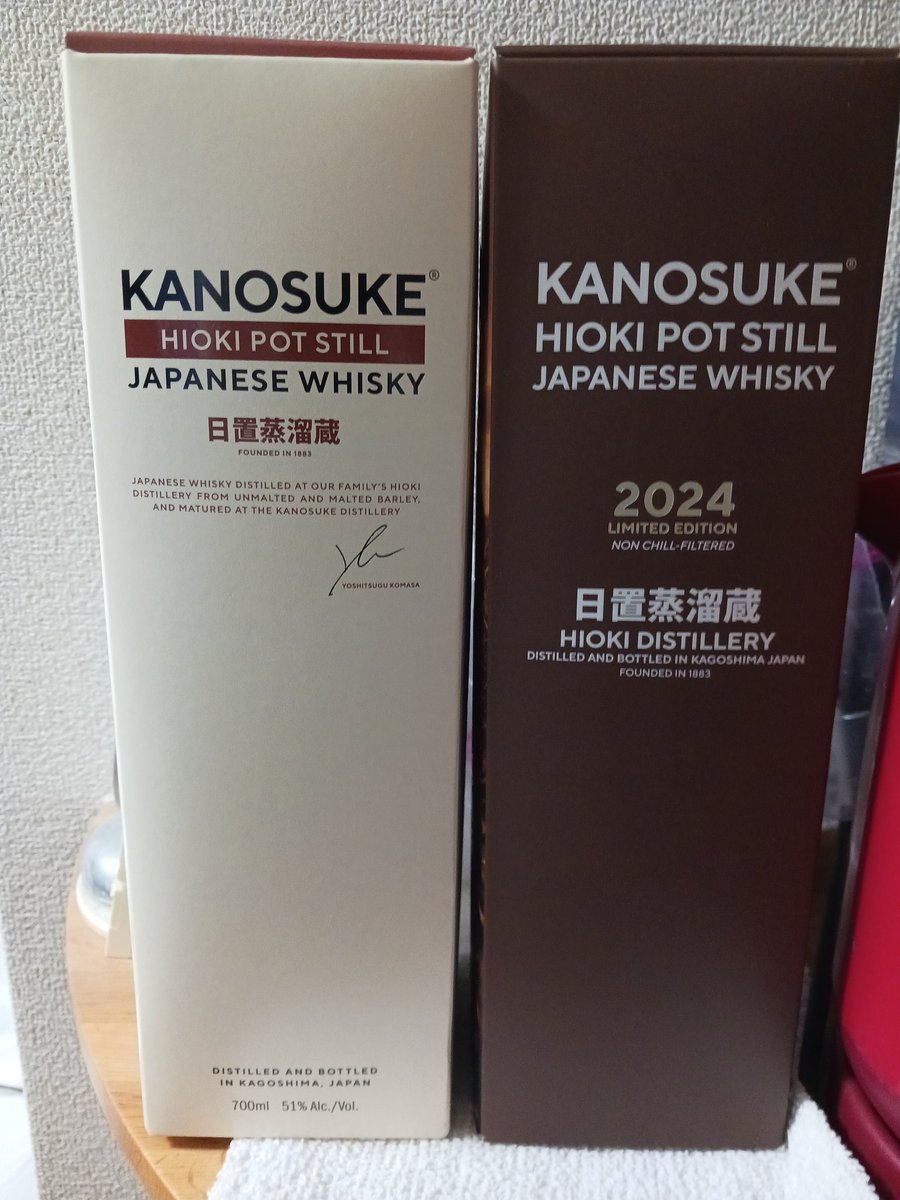 KANOSUKE®
HIOKI POT STILL
JAPANESE WHISKY
日置蒸溜蔵
FOUNDED IN 1883
JAPANESE WHISKY DISTILLED AT OUR FAMILY'S HIOKI
DISTILLERY FROM UNMALTED AND MALTED BARLEY,
AND MATURED AT THE KANOSUKE DISTILLERY
YOSHITSUGU KOMASA
DISTILLED AND BOTTLED
IN KAGOSHIMA, JAPAN
700ml 51% Alc./Vol.
KANOSUKE®
HIOKI POT STILL
JAPANESE WHISKY
2024
LIMITED EDITION
NON CHILL-FILTERED
日置蒸溜蔵
HIOKI DISTILLERY
DISTILLED AND BOTTLED IN KAGOSHIMA JAPAN
FOUNDED IN 1883